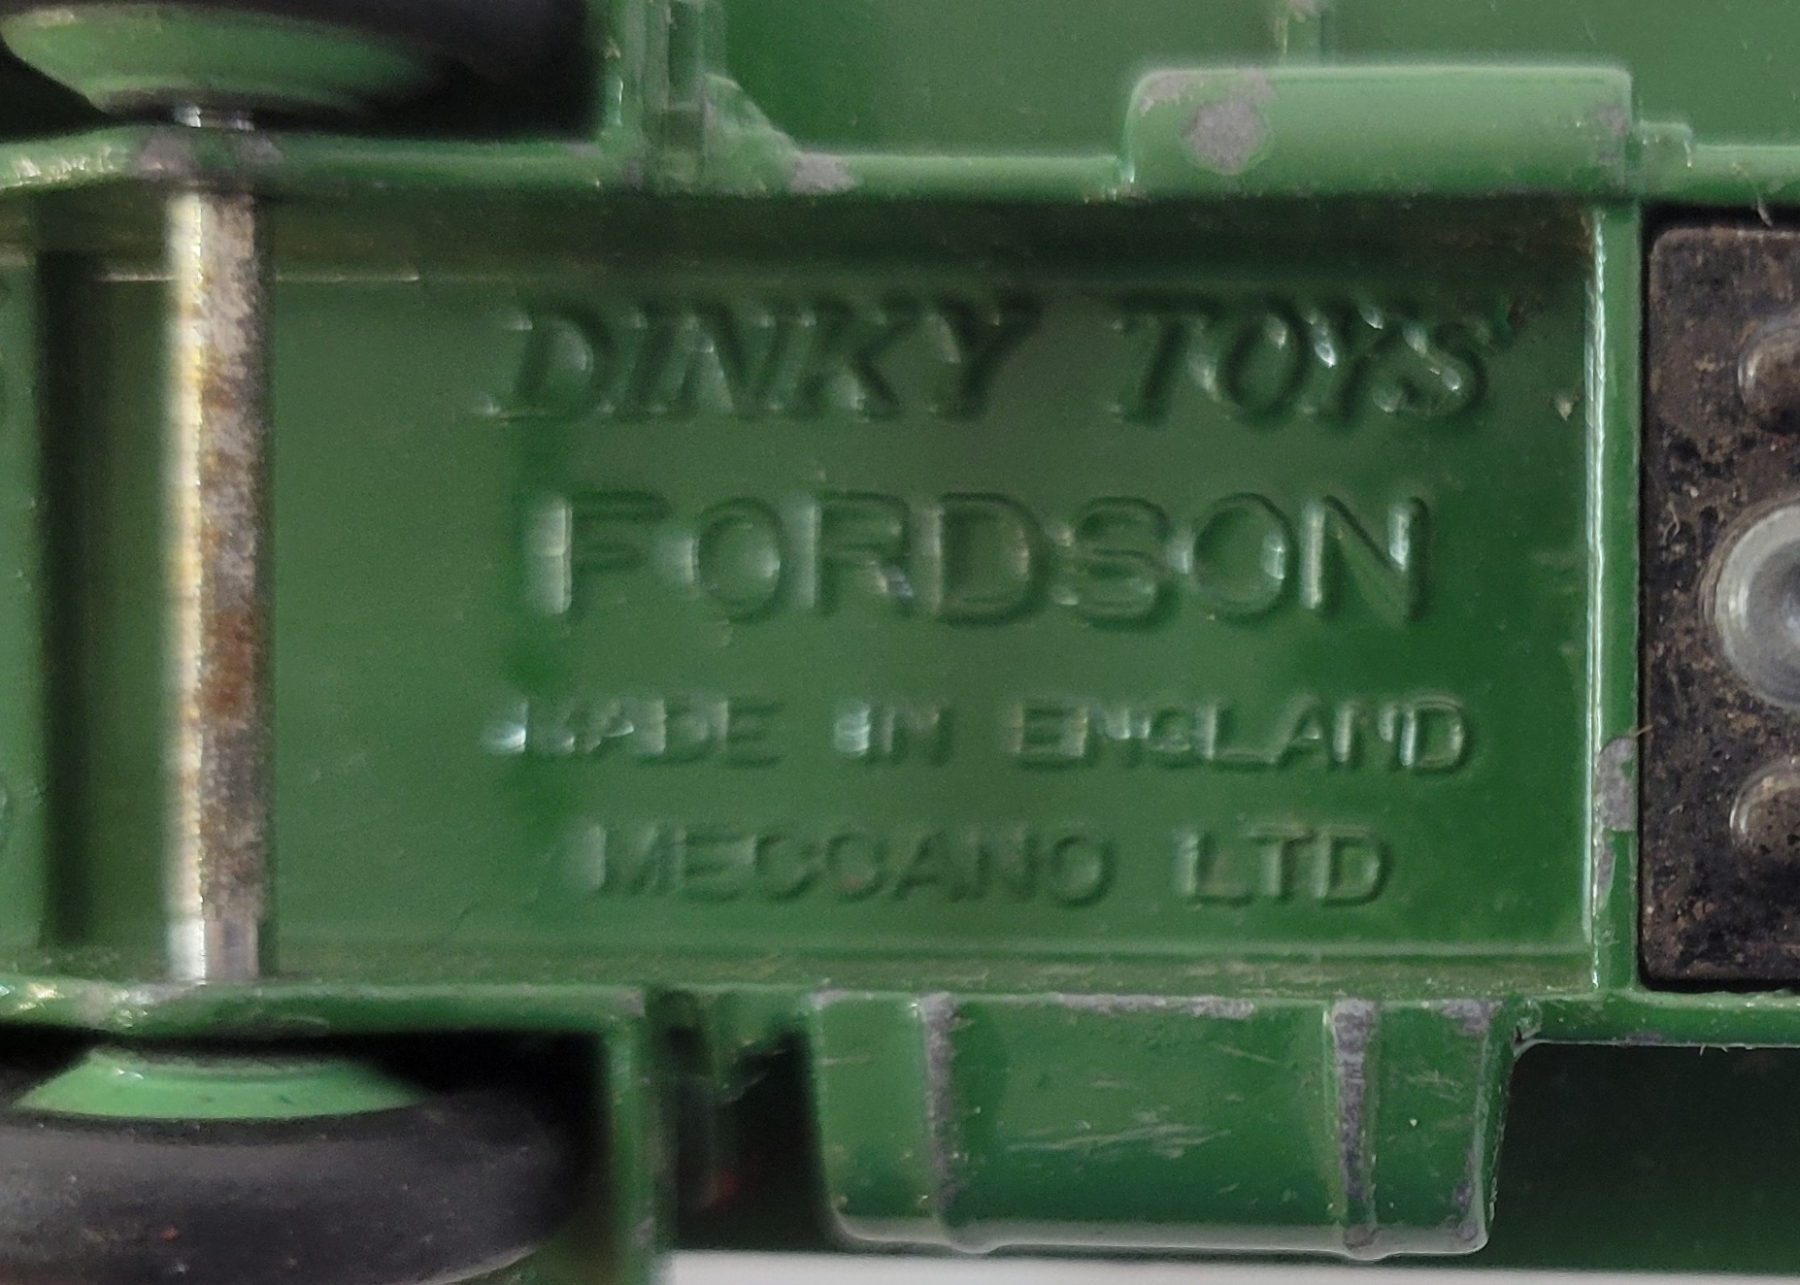 DINKY TOYS
FORDSON
MADE IN ENGLAND
MECCANO LTD